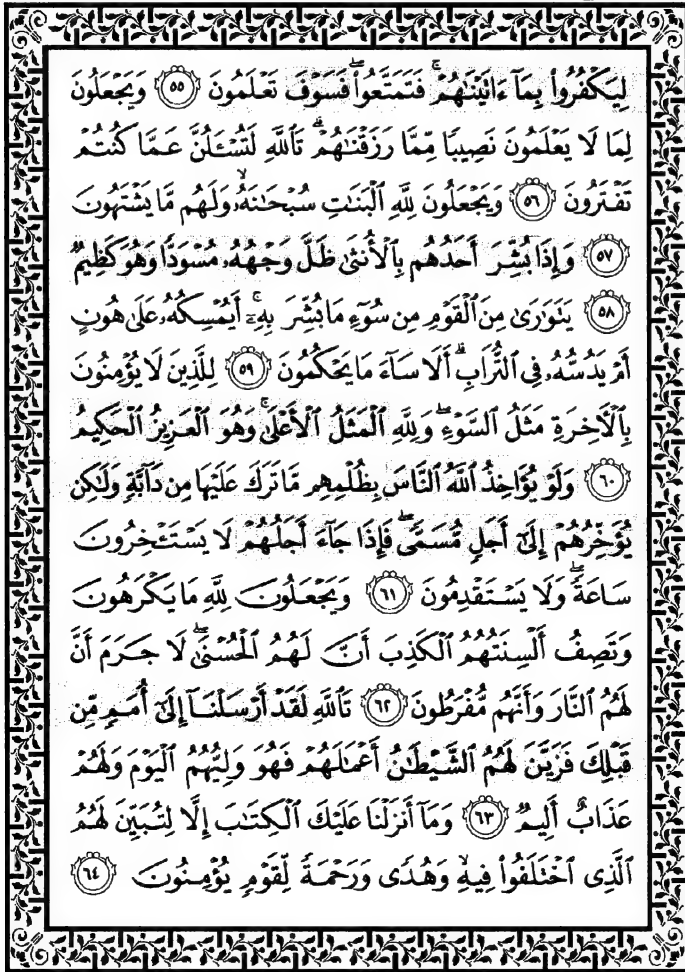 لِيَكْفُرُوا۟ بِمَآ ءَاتَيْنَـٰهُمْ ۚ فَتَمَتَّعُوا۟ ۖ فَسَوْفَ تَعْلَمُونَ ﴿٥٥﴾ وَيَجْعَلُونَ
لِمَا لَا يَعْلَمُونَ نَصِيبًا مِّمَّا رَزَقْنَـٰهُمْ ۗ تَٱللَّهِ لَتُسْـَٔلُنَّ عَمَّا كُنتُمْ
تَفْتَرُونَ ﴿٥٦﴾ وَيَجْعَلُونَ لِلَّهِ ٱلْبَنَـٰتِ سُبْحَـٰنَهُۥ ۙ وَلَهُم مَّا يَشْتَهُونَ
﴿٥٧﴾ وَإِذَا بُشِّرَ أَحَدُهُم بِٱلْأُنثَىٰ ظَلَّ وَجْهُهُۥ مُسْوَدًّا وَهُوَ كَظِيمٌ
﴿٥٨﴾ يَتَوَٰرَىٰ مِنَ ٱلْقَوْمِ مِن سُوٓءِ مَا بُشِّرَ بِهِۦٓ ۚ أَيُمْسِكُهُۥ عَلَىٰ هُونٍ
أَمْ يَدُسُّهُۥ فِى ٱلتُّرَابِ ۗ أَلَا سَآءَ مَا يَحْكُمُونَ ﴿٥٩﴾ لِلَّذِينَ لَا يُؤْمِنُونَ
بِٱلْـَٔاخِرَةِ مَثَلُ ٱلسَّوْءِ ۖ وَلِلَّهِ ٱلْمَثَلُ ٱلْأَعْلَىٰ ۚ وَهُوَ ٱلْعَزِيزُ ٱلْحَكِيمُ
﴿٦٠﴾ وَلَوْ يُؤَاخِذُ ٱللَّهُ ٱلنَّاسَ بِظُلْمِهِم مَّا تَرَكَ عَلَيْهَا مِن دَآبَّةٍ وَلَـٰكِن
يُؤَخِّرُهُمْ إِلَىٰٓ أَجَلٍ مُّسَمًّى ۖ فَإِذَا جَآءَ أَجَلُهُمْ لَا يَسْتَـْٔخِرُونَ
سَاعَةً ۖ وَلَا يَسْتَقْدِمُونَ ﴿٦١﴾ وَيَجْعَلُونَ لِلَّهِ مَا يَكْرَهُونَ
وَتَصِفُ أَلْسِنَتُهُمُ ٱلْكَذِبَ أَنَّ لَهُمُ ٱلْحُسْنَىٰ ۖ لَا جَرَمَ أَنَّ
لَهُمُ ٱلنَّارَ وَأَنَّهُم مُّفْرَطُونَ ﴿٦٢﴾ تَٱللَّهِ لَقَدْ أَرْسَلْنَآ إِلَىٰٓ أُمَمٍ مِّن
قَبْلِكَ فَزَيَّنَ لَهُمُ ٱلشَّيْطَـٰنُ أَعْمَـٰلَهُمْ فَهُوَ وَلِيُّهُمُ ٱلْيَوْمَ وَلَهُمْ
عَذَابٌ أَلِيمٌ ﴿٦٣﴾ وَمَآ أَنزَلْنَا عَلَيْكَ ٱلْكِتَـٰبَ إِلَّا لِتُبَيِّنَ لَهُمُ
ٱلَّذِى ٱخْتَلَفُوا۟ فِيهِ ۙ وَهُدًى وَرَحْمَةً لِّقَوْمٍ يُؤْمِنُونَ ﴿٦٤﴾